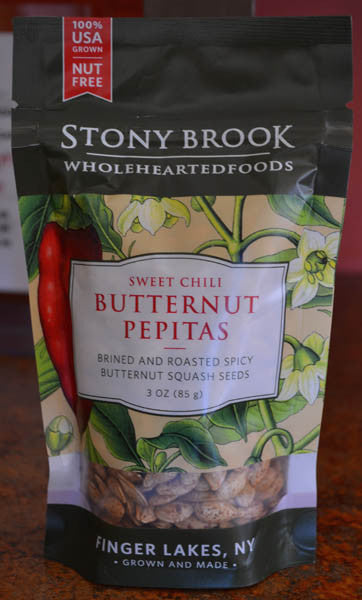 100%
USA
GROWN
NUT
FREE
STONY BROOK
WHOLEHEARTEDFOODS
SWEET CHILI
BUTTERNUT
PEPITAS
BRINED AND ROASTED SPICY
BUTTERNUT SQUASH SEEDS
3 OZ (85 g)
FINGER LAKES, NY
• GROWN AND MADE •